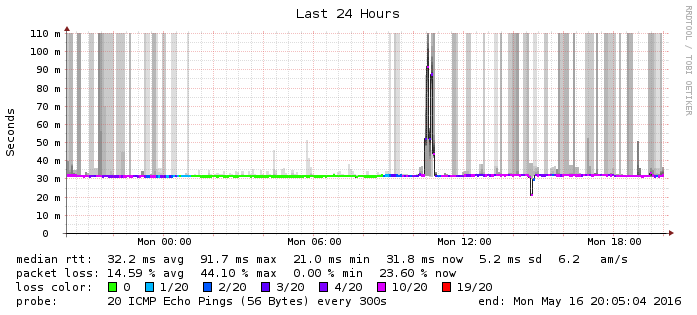 Last 24 Hours
RRDTOOL / TOBI OETIKER
Seconds
110 m
100 m
90 m
80 m
70 m
60 m
50 m
40 m
30 m
20 m
10 m
0
Mon 00:00 Mon 06:00 Mon 12:00 Mon 18:00
median rtt: 32.2 ms avg 91.7 ms max 21.0 ms min 31.8 ms now 5.2 ms sd 6.2 am/s
packet loss: 14.59 % avg 44.10 % max 0.00 % min 23.60 % now
loss color: 0 1/20 2/20 3/20 4/20 10/20 19/20
probe: 20 ICMP Echo Pings (56 Bytes) every 300s end: Mon May 16 20:05:04 2016